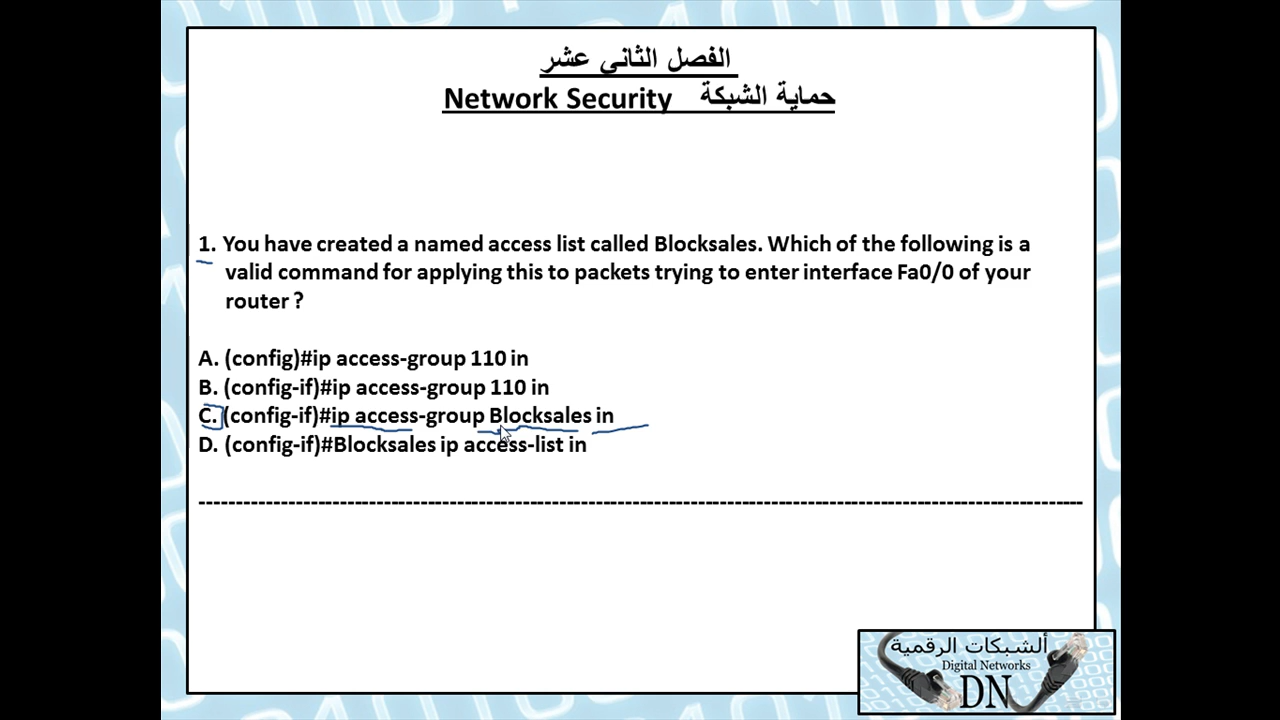 الفصل الثاني عشر
Network Security حماية الشبكة
1. You have created a named access list called Blocksales. Which of the following is a
valid command for applying this to packets trying to enter interface Fa0/0 of your
router ?
A. (config)#ip access-group 110 in
B. (config-if)#ip access-group 110 in
C. (config-if)#ip access-group Blocksales in
D. (config-if)#Blocksales ip access-list in
ألشبكات الرقمية
Digital Networks
DN